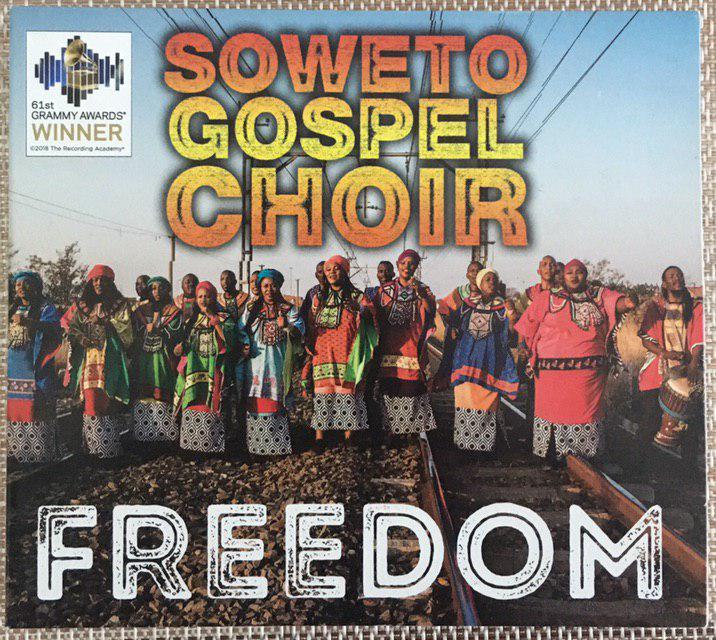 61st
GRAMMY AWARDS®
WINNER
©2018 The Recording Academy®
SOWETO
GOSPEL
CHOIR
FREEDOM